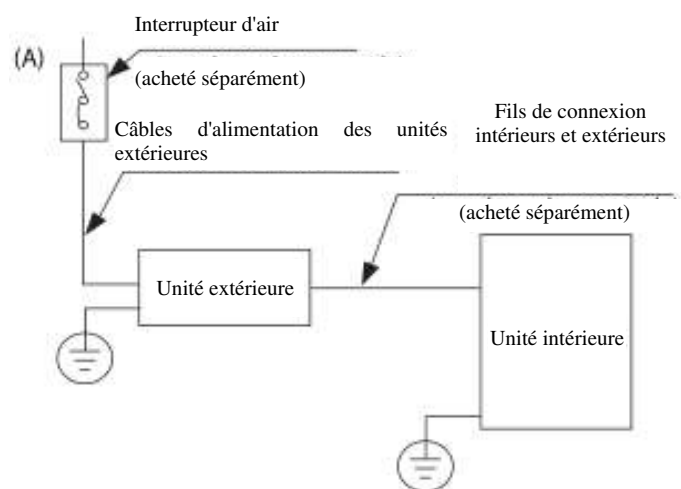 Interrupteur d'air
(A)
(acheté séparément)
Câbles d'alimentation des unités
extérieures
Fils de connexion
intérieurs et extérieurs
(acheté séparément)
Unité extérieure
Unité intérieure